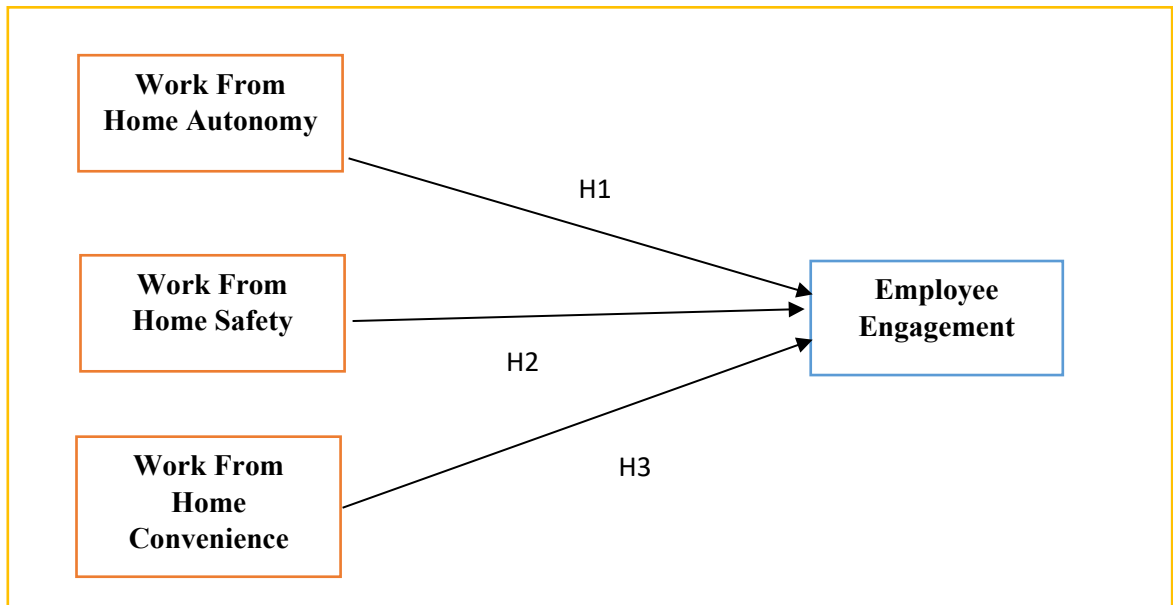 Work From
Home Autonomy
H1
Work From
Home Safety
Employee
Engagement
H2
Work From
Home
Convenience
H3